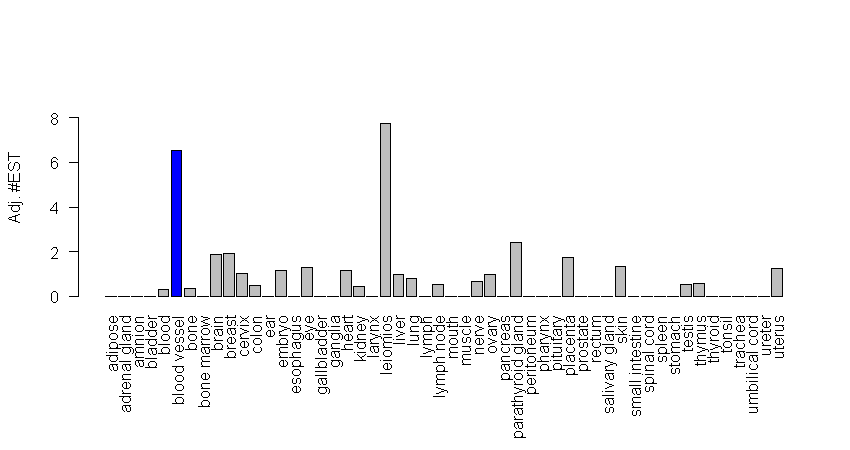 Adj. #EST
8
6
4
2
0
adipose
adrenal gland
amnion
bladder
blood
blood vessel
bone
bone marrow
brain
breast
cervix
colon
ear
embryo
esophagus
eye
gallbladder
ganglia
heart
kidney
larynx
leiomios
liver
lung
lymph
lymph node
mouth
muscle
nerve
ovary
pancreas
parathyroid gland
peritoneum
pharynx
pituitary
placenta
prostate
rectum
salivary gland
skin
small intestine
spinal cord
spleen
stomach
testis
thymus
thyroid
tonsil
trachea
umbilical cord
ureter
uterus